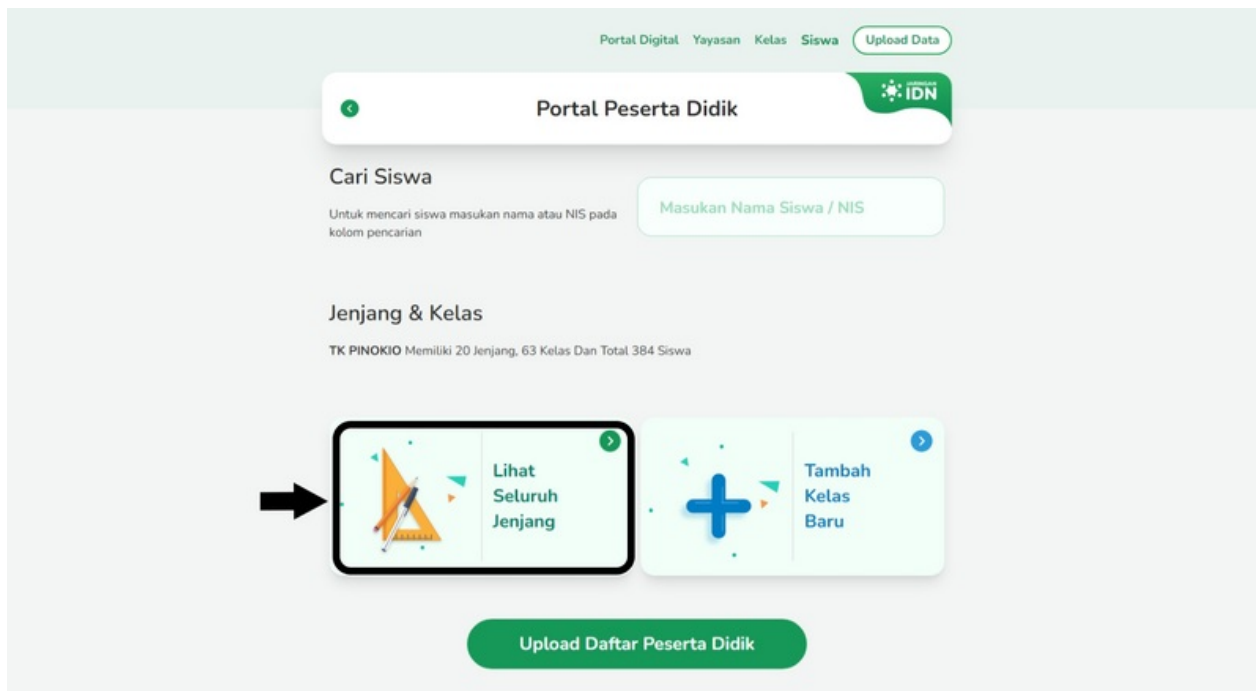 Portal Digital Yayasan Kelas Siswa Upload Data
JARINGAN
IDN
Portal Peserta Didik
Cari Siswa
Untuk mencari siswa masukan nama atau NIS pada
kolom pencarian
Masukan Nama Siswa / NIS
Jenjang & Kelas
TK PINOKIO Memiliki 20 Jenjang, 63 Kelas Dan Total 384 Siswa
Lihat
Seluruh
Jenjang
Tambah
Kelas
Baru
Upload Daftar Peserta Didik